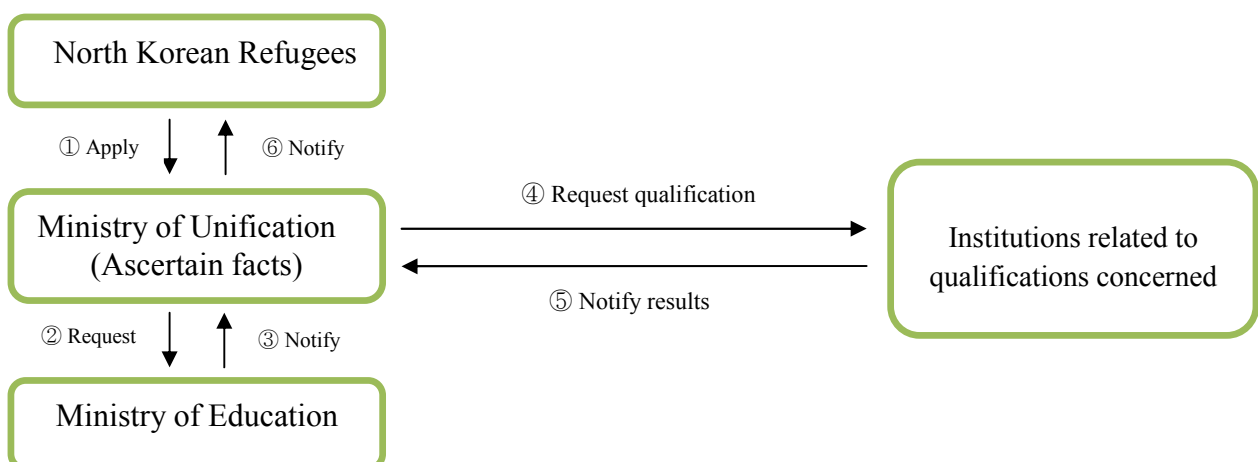 North Korean Refugees
① Apply
⑥ Notify
Ministry of Unification
(Ascertain facts)
④ Request qualification
⑤ Notify results
Institutions related to
qualifications concerned
② Request
③ Notify
Ministry of Education